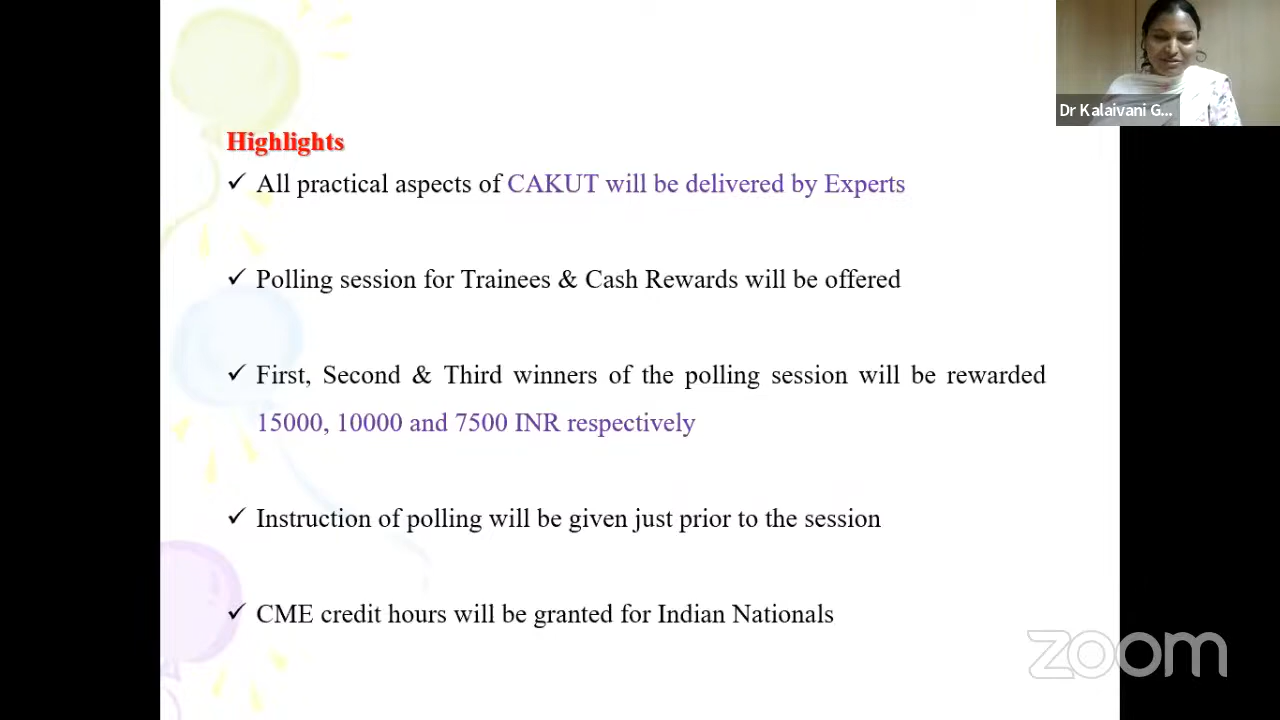 Dr Kalaivani G...
Highlights
✓ All practical aspects of CAKUT will be delivered by Experts
✓ Polling session for Trainees & Cash Rewards will be offered
✓ First, Second & Third winners of the polling session will be rewarded
15000, 10000 and 7500 INR respectively
✓ Instruction of polling will be given just prior to the session
✓ CME credit hours will be granted for Indian Nationals
zoom